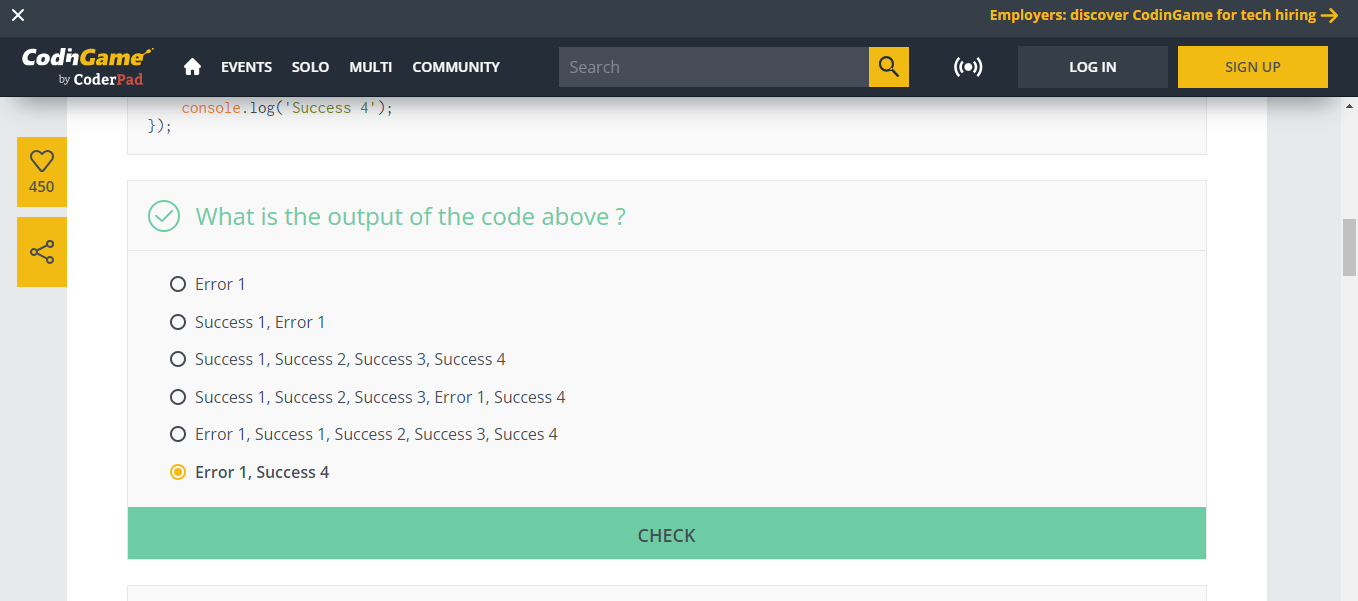 Employers: discover CodinGame for tech hiring
CodinGame
by CoderPad
EVENTS SOLO MULTI COMMUNITY
Search
LOG IN
SIGN UP
console.log('Success 4');
});
450
What is the output of the code above ?
Error 1
Success 1, Error 1
Success 1, Success 2, Success 3, Success 4
Success 1, Success 2, Success 3, Error 1, Success 4
Error 1, Success 1, Success 2, Success 3, Succes 4
Error 1, Success 4
CHECK